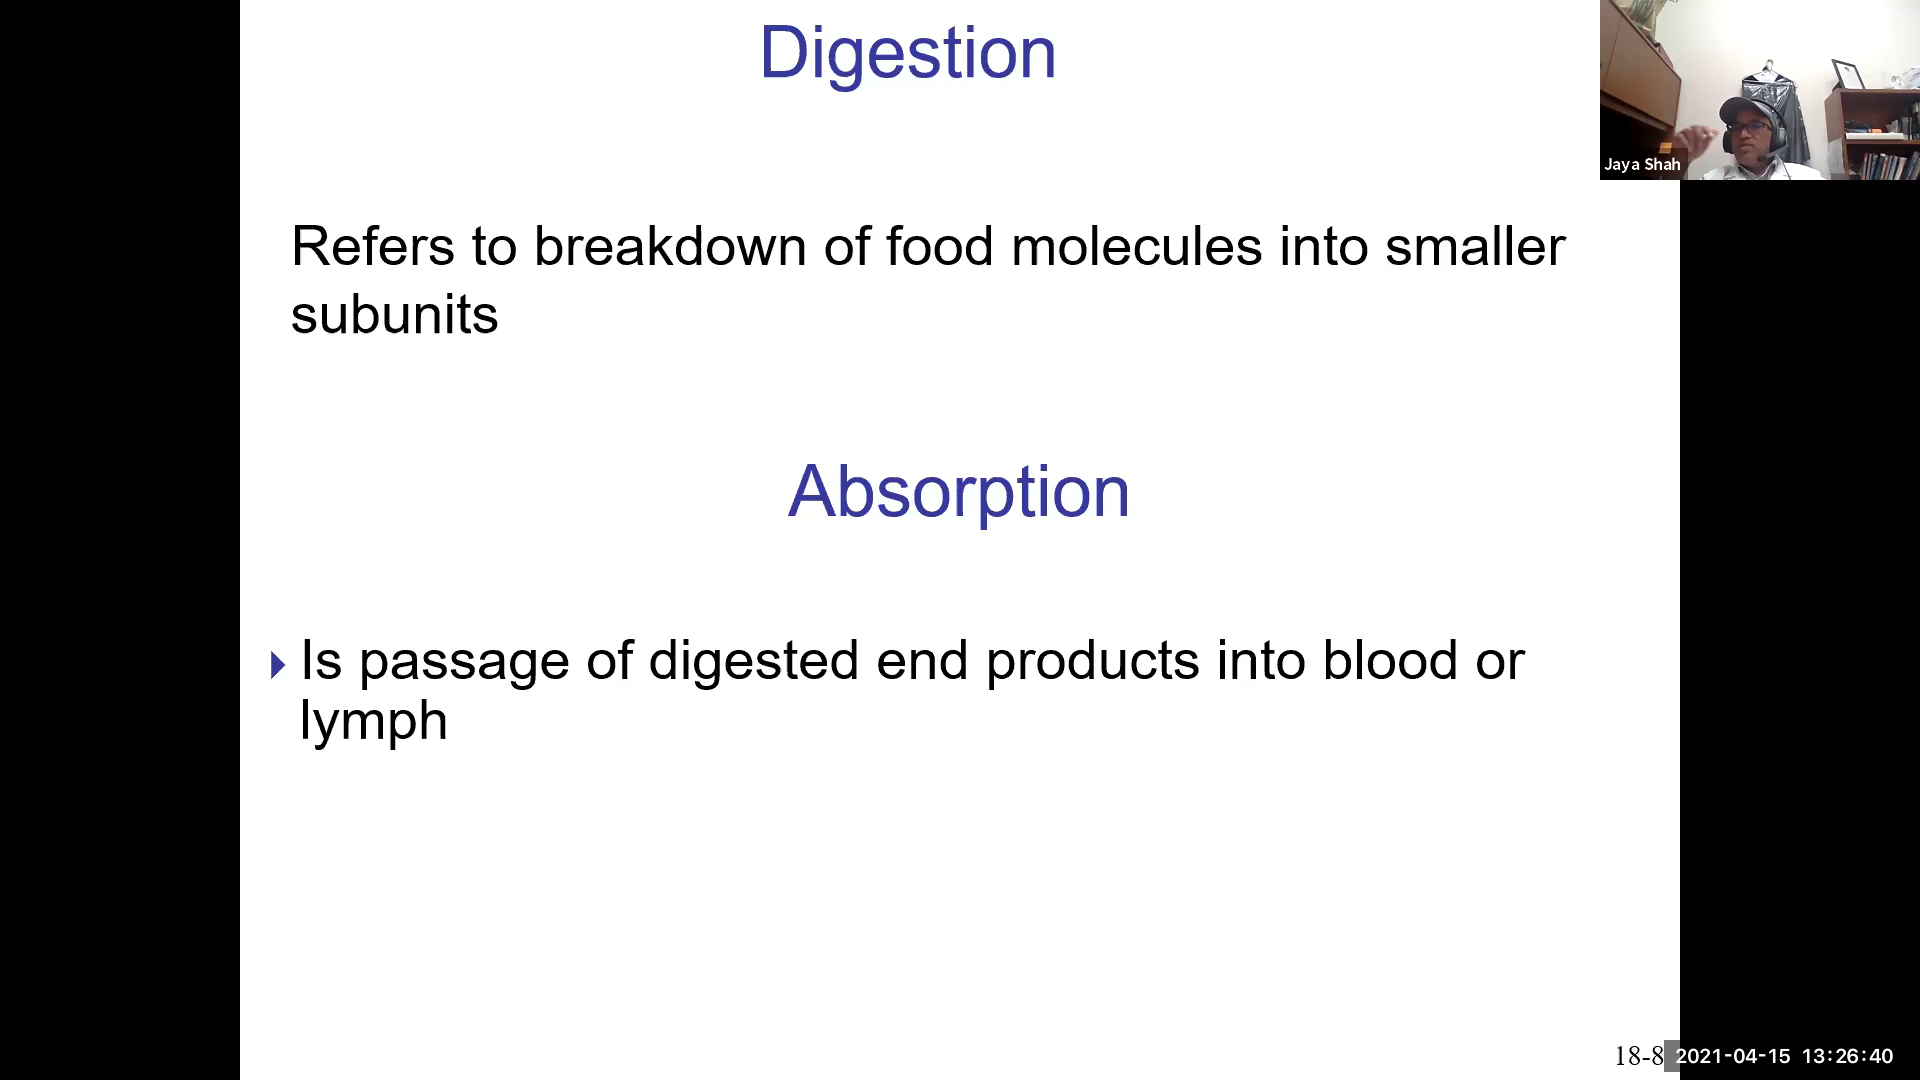 Digestion
Jaya Shah
Refers to breakdown of food molecules into smaller
subunits
Absorption
Is passage of digested end products into blood or
lymph
18-8
2021-04-15 13:26:40